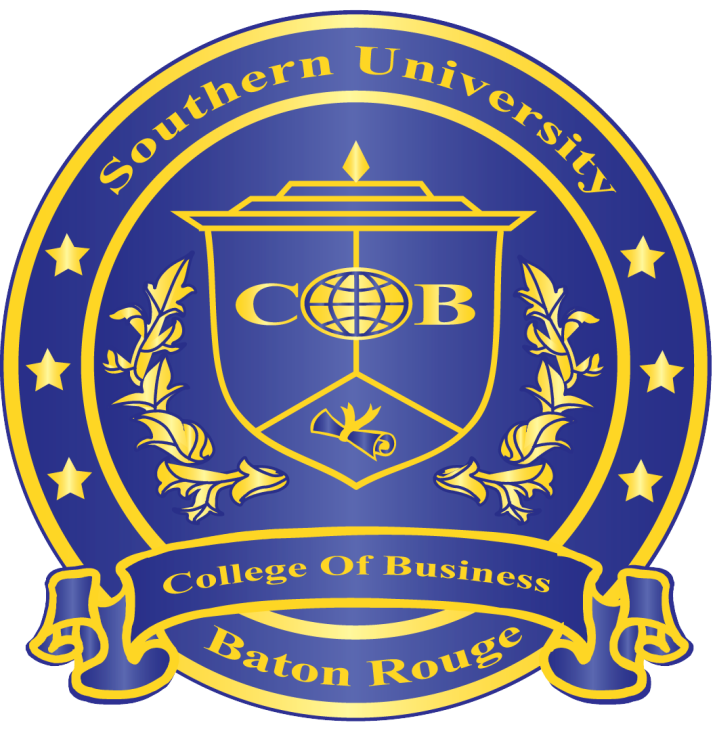 Southern University
C B
College Of Business
Baton Rouge